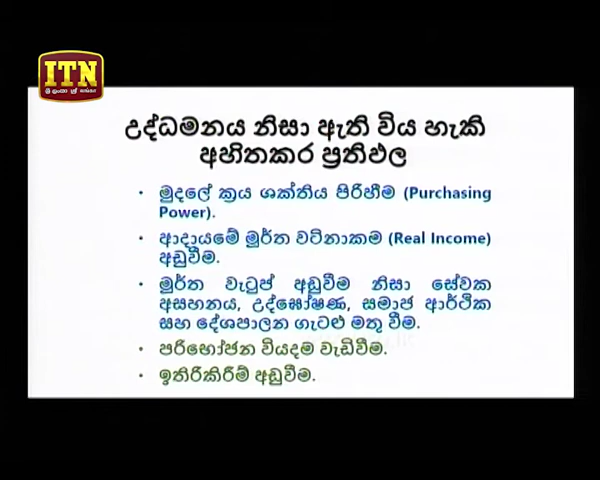 ITN
ශ්‍රී ලංකා අපේ නාලිකාව
උද්ධමනය නිසා ඇති විය හැකි
අහිතකර ප්‍රතිඵල
• මුදලේ ක්‍රය ශක්තිය පිරිහීම (Purchasing
Power).
• ආදායමේ මූර්ත වටිනාකම (Real Income)
අඩුවීම.
• මූර්ත වැටුප් අඩුවීම නිසා සේවක
අසහනය, උද්ඝෝෂණ, සමාජ ආර්ථික
සහ දේශපාලන ගැටළු මතු වීම.
• පරිභෝජන වියදම වැඩිවීම.
• ඉතිරිකිරීම් අඩුවීම.